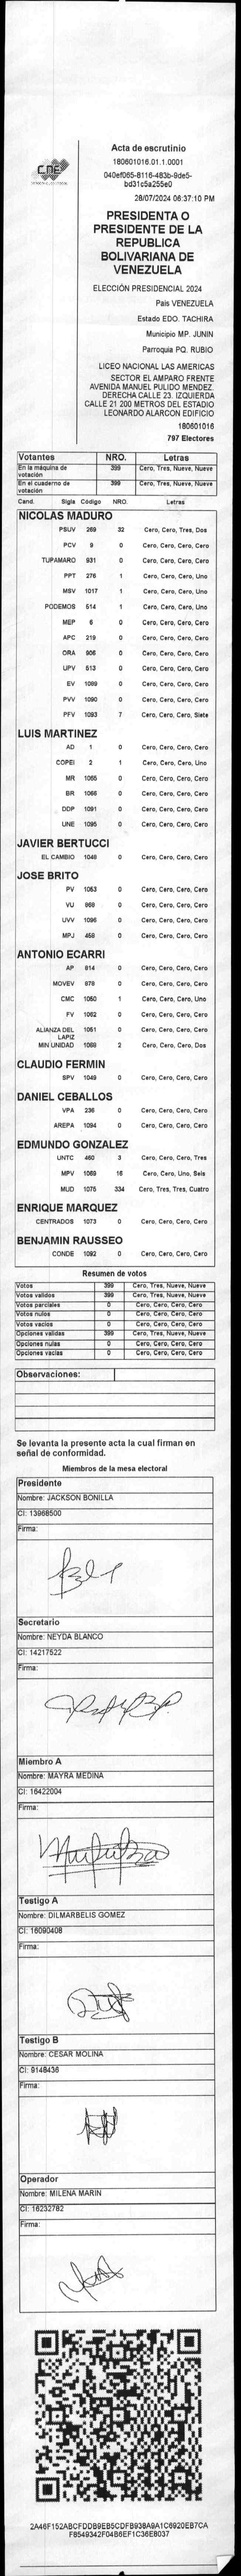 CNE
Acta de escrutinio
180601016.01.1.0001
040ef065-8116-483b-9de5-
bd31c5a255e0
28/07/2024 06:37:10 PM
PRESIDENTA O
PRESIDENTE DE LA
REPUBLICA
BOLIVARIANA DE
VENEZUELA
ELECCIÓN PRESIDENCIAL 2024
Pais VENEZUELA
Estado EDO. TACHIRA
Municipio MP. JUNIN
Parroquia PQ. RUBIO
LICEO NACIONAL LAS AMERICAS
SECTOR EL AMPARO FRENTE
AVENIDA MANUEL PULIDO MENDEZ.
DERECHA CALLE 23. IZQUIERDA
CALLE 21 200 METROS DEL ESTADIO
LEONARDO ALARCON EDIFICIO
180601016
797 Electores
Votantes NRO. Letras
En la máquina de votación 399 Cero, Tres, Nueve, Nueve
En el cuaderno de votación 399 Cero, Tres, Nueve, Nueve
Cand. Sigla Código NRO. Letras
NICOLAS MADURO
PSUV 269 32 Cero, Cero, Tres, Dos
PCV 9 0 Cero, Cero, Cero, Cero
TUPAMARO 931 0 Cero, Cero, Cero, Cero
PPT 276 1 Cero, Cero, Cero, Uno
MSV 1017 1 Cero, Cero, Cero, Uno
PODEMOS 514 1 Cero, Cero, Cero, Uno
MEP 6 0 Cero, Cero, Cero, Cero
APC 219 0 Cero, Cero, Cero, Cero
ORA 906 0 Cero, Cero, Cero, Cero
UPV 513 0 Cero, Cero, Cero, Cero
EV 1089 0 Cero, Cero, Cero, Cero
PVV 1090 0 Cero, Cero, Cero, Cero
PFV 1093 7 Cero, Cero, Cero, Siete
LUIS MARTINEZ
AD 1 0 Cero, Cero, Cero, Cero
COPEI 2 1 Cero, Cero, Cero, Uno
MR 1065 0 Cero, Cero, Cero, Cero
BR 1066 0 Cero, Cero, Cero, Cero
DDP 1091 0 Cero, Cero, Cero, Cero
UNE 1095 0 Cero, Cero, Cero, Cero
JAVIER BERTUCCI
EL CAMBIO 1048 0 Cero, Cero, Cero, Cero
JOSE BRITO
PV 1053 0 Cero, Cero, Cero, Cero
VU 868 0 Cero, Cero, Cero, Cero
UVV 1096 0 Cero, Cero, Cero, Cero
MPJ 458 0 Cero, Cero, Cero, Cero
ANTONIO ECARRI
AP 814 0 Cero, Cero, Cero, Cero
MOVEV 878 0 Cero, Cero, Cero, Cero
CMC 1050 1 Cero, Cero, Cero, Uno
FV 1052 0 Cero, Cero, Cero, Cero
ALIANZA DEL LAPIZ 1051 0 Cero, Cero, Cero, Cero
MIN UNIDAD 1069 2 Cero, Cero, Cero, Dos
CLAUDIO FERMIN
SPV 1049 0 Cero, Cero, Cero, Cero
DANIEL CEBALLOS
VPA 236 0 Cero, Cero, Cero, Cero
AREPA 1094 0 Cero, Cero, Cero, Cero
EDMUNDO GONZALEZ
UNTC 460 3 Cero, Cero, Cero, Tres
MPV 1069 16 Cero, Cero, Uno, Seis
MUD 1075 334 Cero, Tres, Tres, Cuatro
ENRIQUE MARQUEZ
CENTRADOS 1073 0 Cero, Cero, Cero, Cero
BENJAMIN RAUSSEO
CONDE 1092 0 Cero, Cero, Cero, Cero
Resumen de votos
Votos 399 Cero, Tres, Nueve, Nueve
Votos validos 399 Cero, Tres, Nueve, Nueve
Votos parciales 0 Cero, Cero, Cero, Cero
Votos nulos 0 Cero, Cero, Cero, Cero
Votos vacios 0 Cero, Cero, Cero, Cero
Opciones validas 399 Cero, Tres, Nueve, Nueve
Opciones nulas 0 Cero, Cero, Cero, Cero
Opciones vacias 0 Cero, Cero, Cero, Cero
Observaciones:
Se levanta la presente acta la cual firman en
señal de conformidad.
Miembros de la mesa electoral
Presidente
Nombre: JACKSON BONILLA
CI: 13968500
Firma:
Secretario
Nombre: NEYDA BLANCO
CI: 14217522
Firma:
Miembro A
Nombre: MAYRA MEDINA
CI: 16422004
Firma:
Testigo A
Nombre: DILMARBELIS GOMEZ
CI: 16090408
Firma:
Testigo B
Nombre: CESAR MOLINA
CI: 9148436
Firma:
Operador
Nombre: MILENA MARIN
CI: 16232762
Firma:
2A46F152ABCFDDB9EB5CDFB938A9A1C6920EB7CA
F8549342F04B6EF1C36E8037